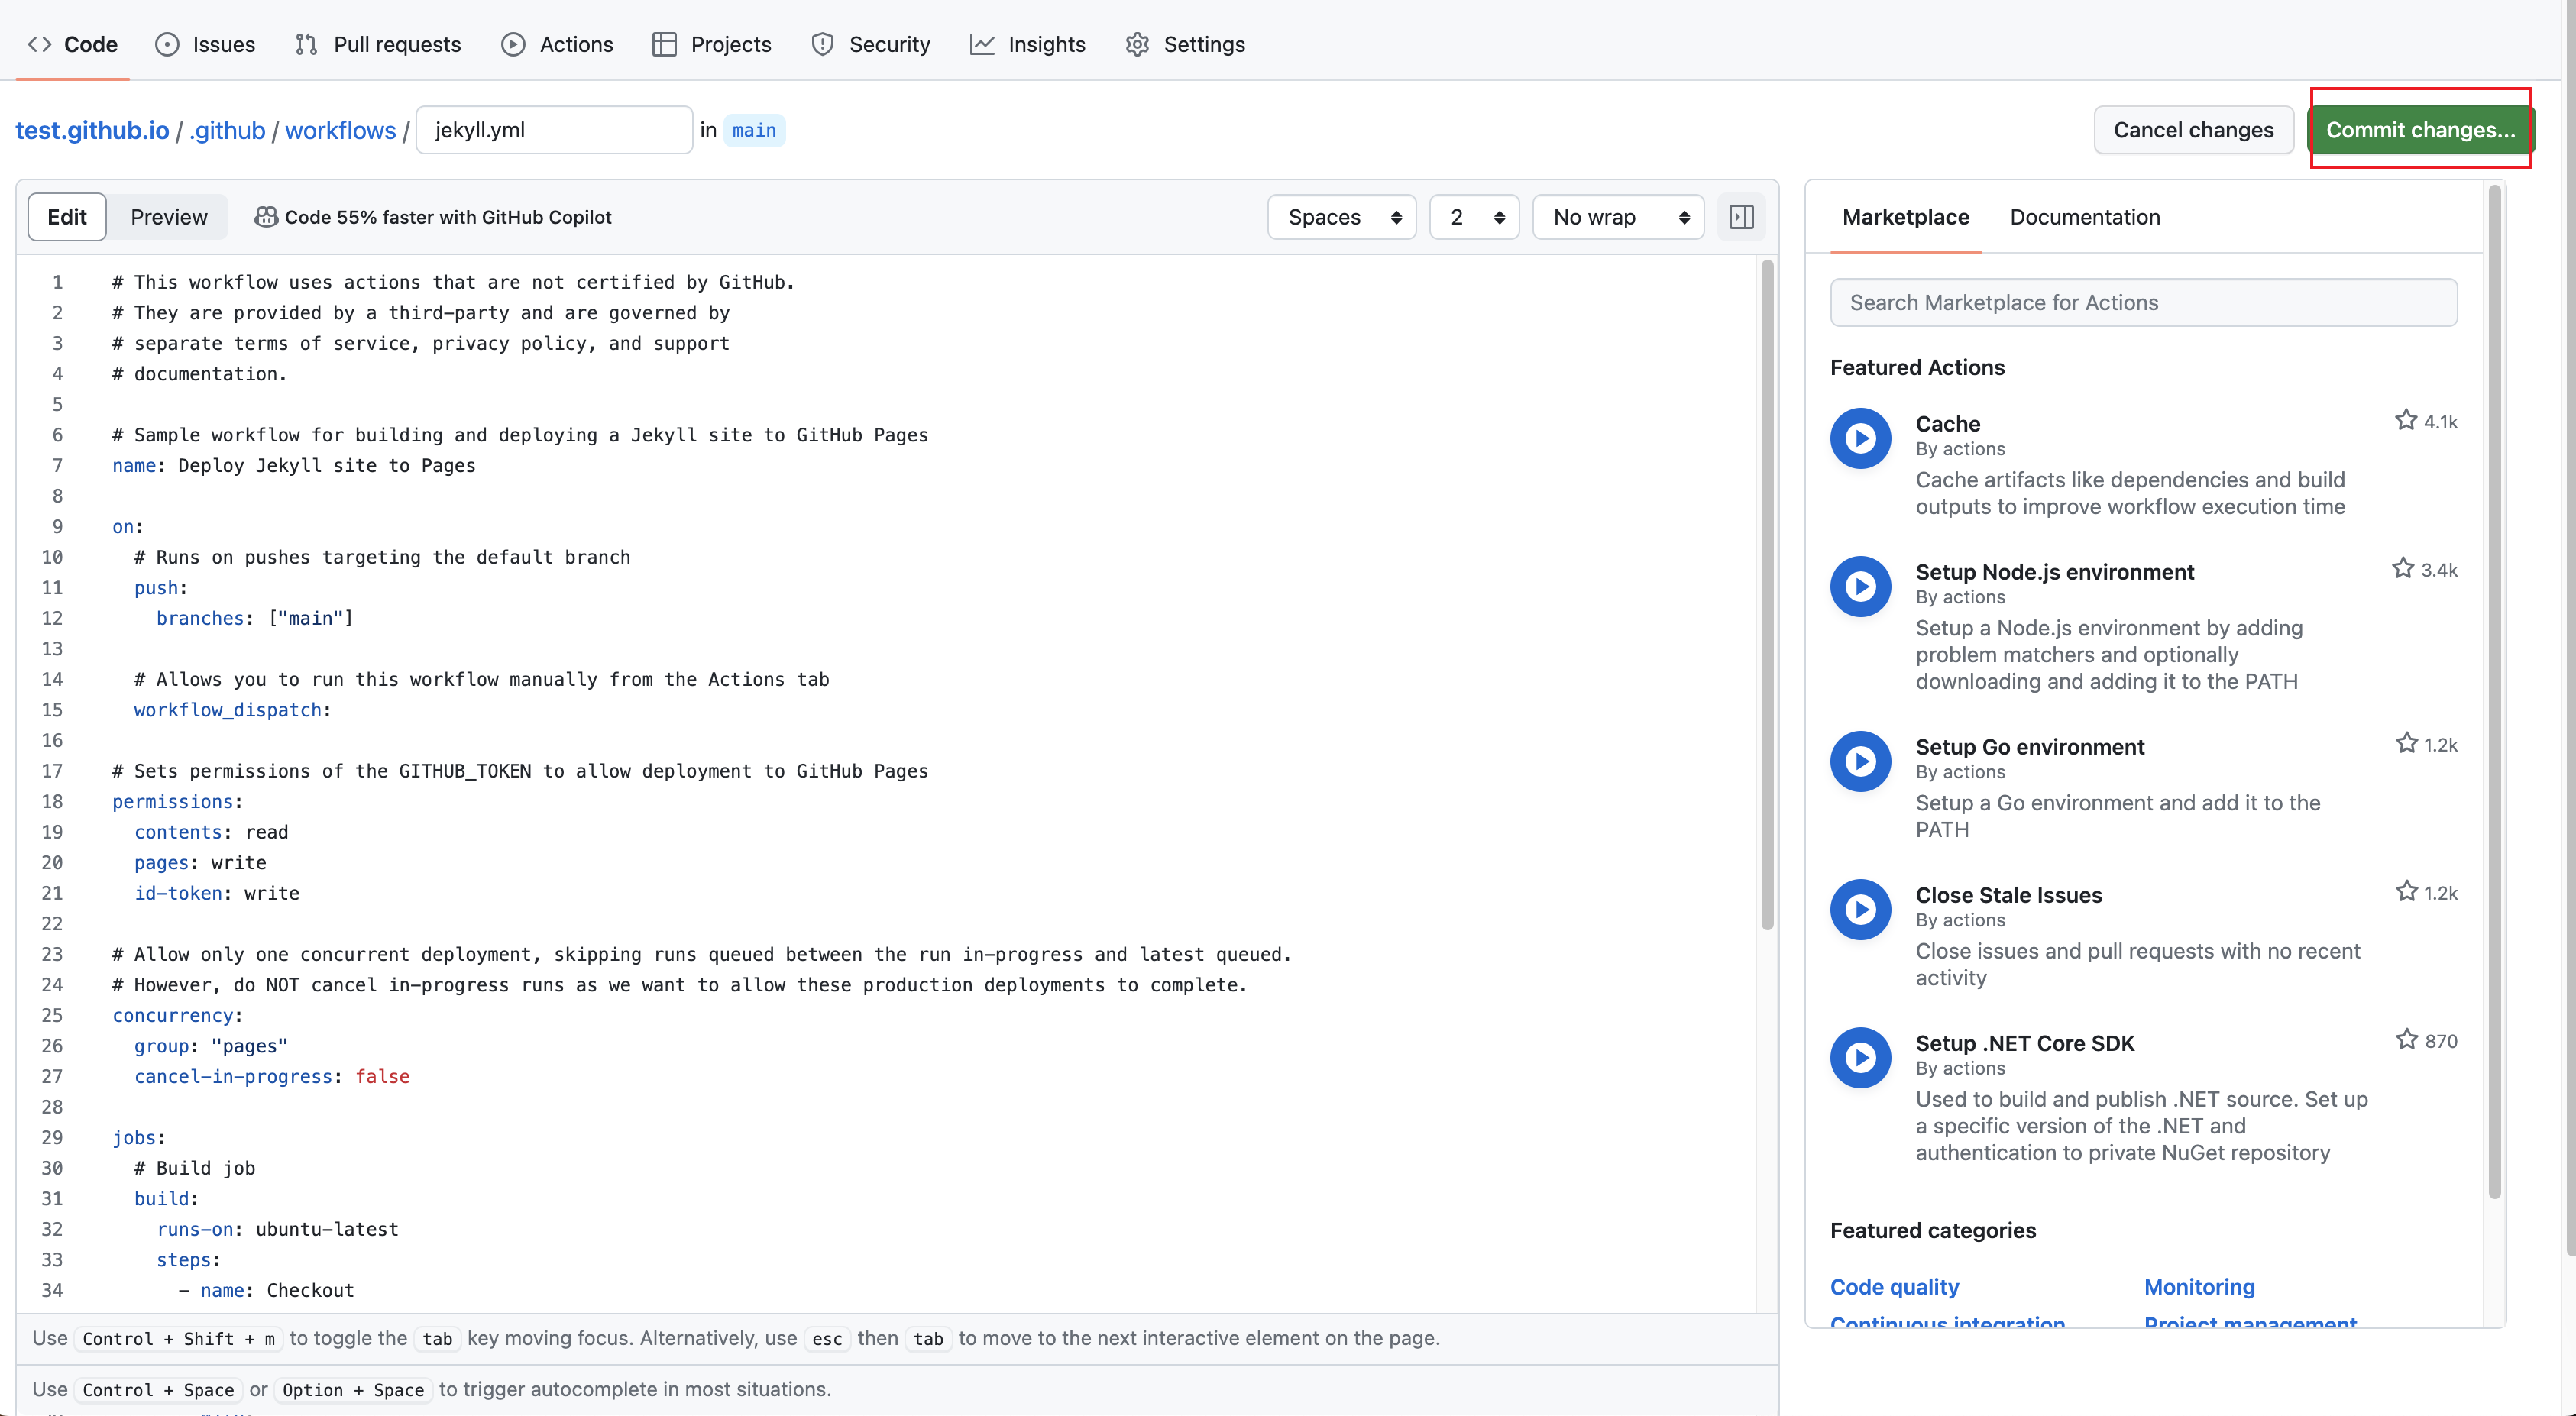 Code Issues Pull requests Actions Projects Security Insights Settings
test.github.io / .github / workflows / jekyll.yml in main
Cancel changes Commit changes...
Edit Preview Code 55% faster with GitHub Copilot Spaces 2 No wrap
1 # This workflow uses actions that are not certified by GitHub.
2 # They are provided by a third-party and are governed by
3 # separate terms of service, privacy policy, and support
4 # documentation.
5
6 # Sample workflow for building and deploying a Jekyll site to GitHub Pages
7 name: Deploy Jekyll site to Pages
8
9 on:
10 # Runs on pushes targeting the default branch
11 push:
12 branches: ["main"]
13
14 # Allows you to run this workflow manually from the Actions tab
15 workflow_dispatch:
16
17 # Sets permissions of the GITHUB_TOKEN to allow deployment to GitHub Pages
18 permissions:
19 contents: read
20 pages: write
21 id-token: write
22
23 # Allow only one concurrent deployment, skipping runs queued between the run in-progress and latest queued.
24 # However, do NOT cancel in-progress runs as we want to allow these production deployments to complete.
25 concurrency:
26 group: "pages"
27 cancel-in-progress: false
28
29 jobs:
30 # Build job
31 build:
32 runs-on: ubuntu-latest
33 steps:
34 - name: Checkout
Use Control + Shift + m to toggle the tab key moving focus. Alternatively, use esc then tab to move to the next interactive element on the page.
Use Control + Space or Option + Space to trigger autocomplete in most situations.
Marketplace Documentation
Search Marketplace for Actions
Featured Actions
Cache 4.1k
By actions
Cache artifacts like dependencies and build
outputs to improve workflow execution time
Setup Node.js environment 3.4k
By actions
Setup a Node.js environment by adding
problem matchers and optionally
downloading and adding it to the PATH
Setup Go environment 1.2k
By actions
Setup a Go environment and add it to the
PATH
Close Stale Issues 1.2k
By actions
Close issues and pull requests with no recent
activity
Setup .NET Core SDK 870
By actions
Used to build and publish .NET source. Set up
a specific version of the .NET and
authentication to private NuGet repository
Featured categories
Code quality Monitoring
Continuous integration Project management